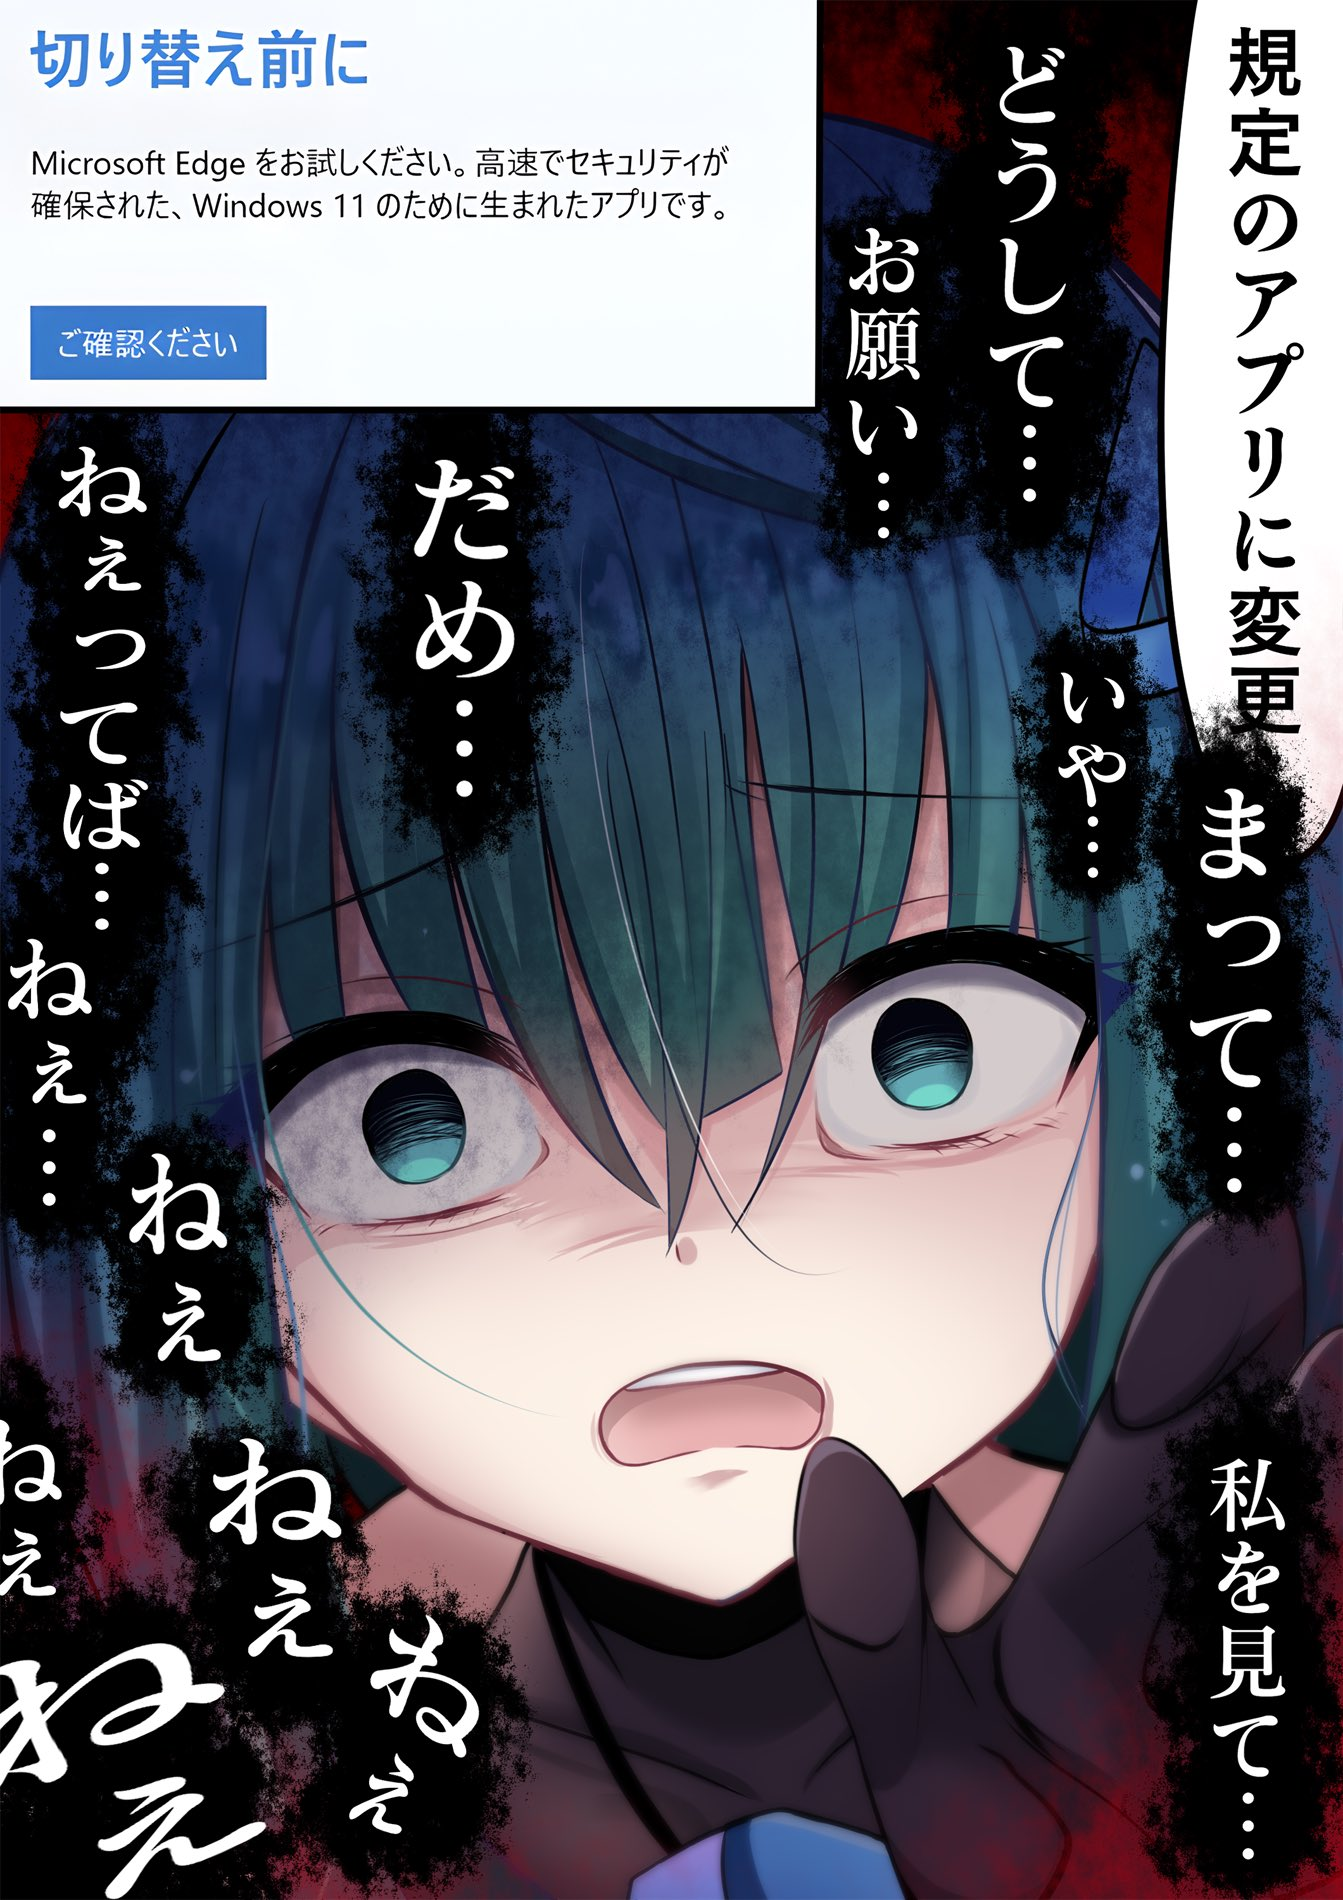 切り替え前に
Microsoft Edge をお試しください。高速でセキュリティが
確保された、Windows 11 のために生まれたアプリです。
ご確認ください
規定のアプリに変更
まって…
どうして…
お願い…
いや…
だめ…
ねぇってば…
ねぇ…
ねぇ
ねぇ
ねぇ
ねぇ
ねぇ
私を見て…